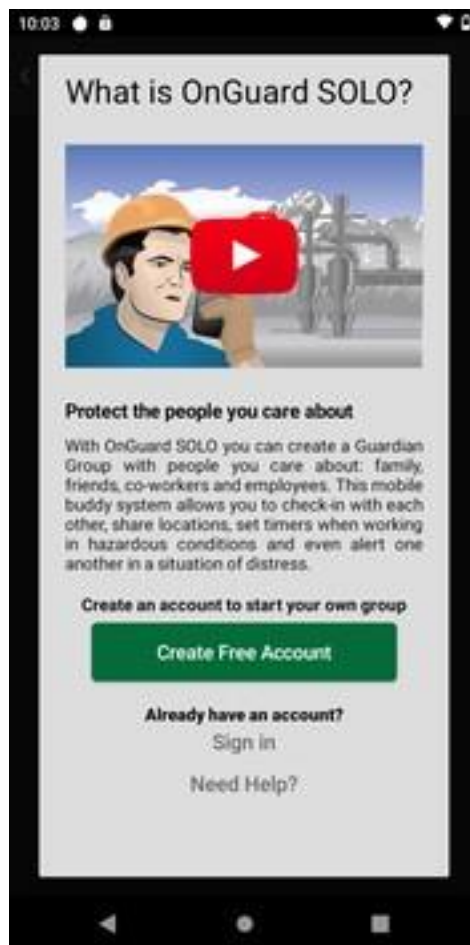 10:03
What is OnGuard SOLO?
Protect the people you care about
With OnGuard SOLO you can create a Guardian
Group with people you care about: family,
friends, co-workers and employees. This mobile
buddy system allows you to check-in with each
other, share locations, set timers when working
in hazardous conditions and even alert one
another in a situation of distress.
Create an account to start your own group
Create Free Account
Already have an account?
Sign in
Need Help?